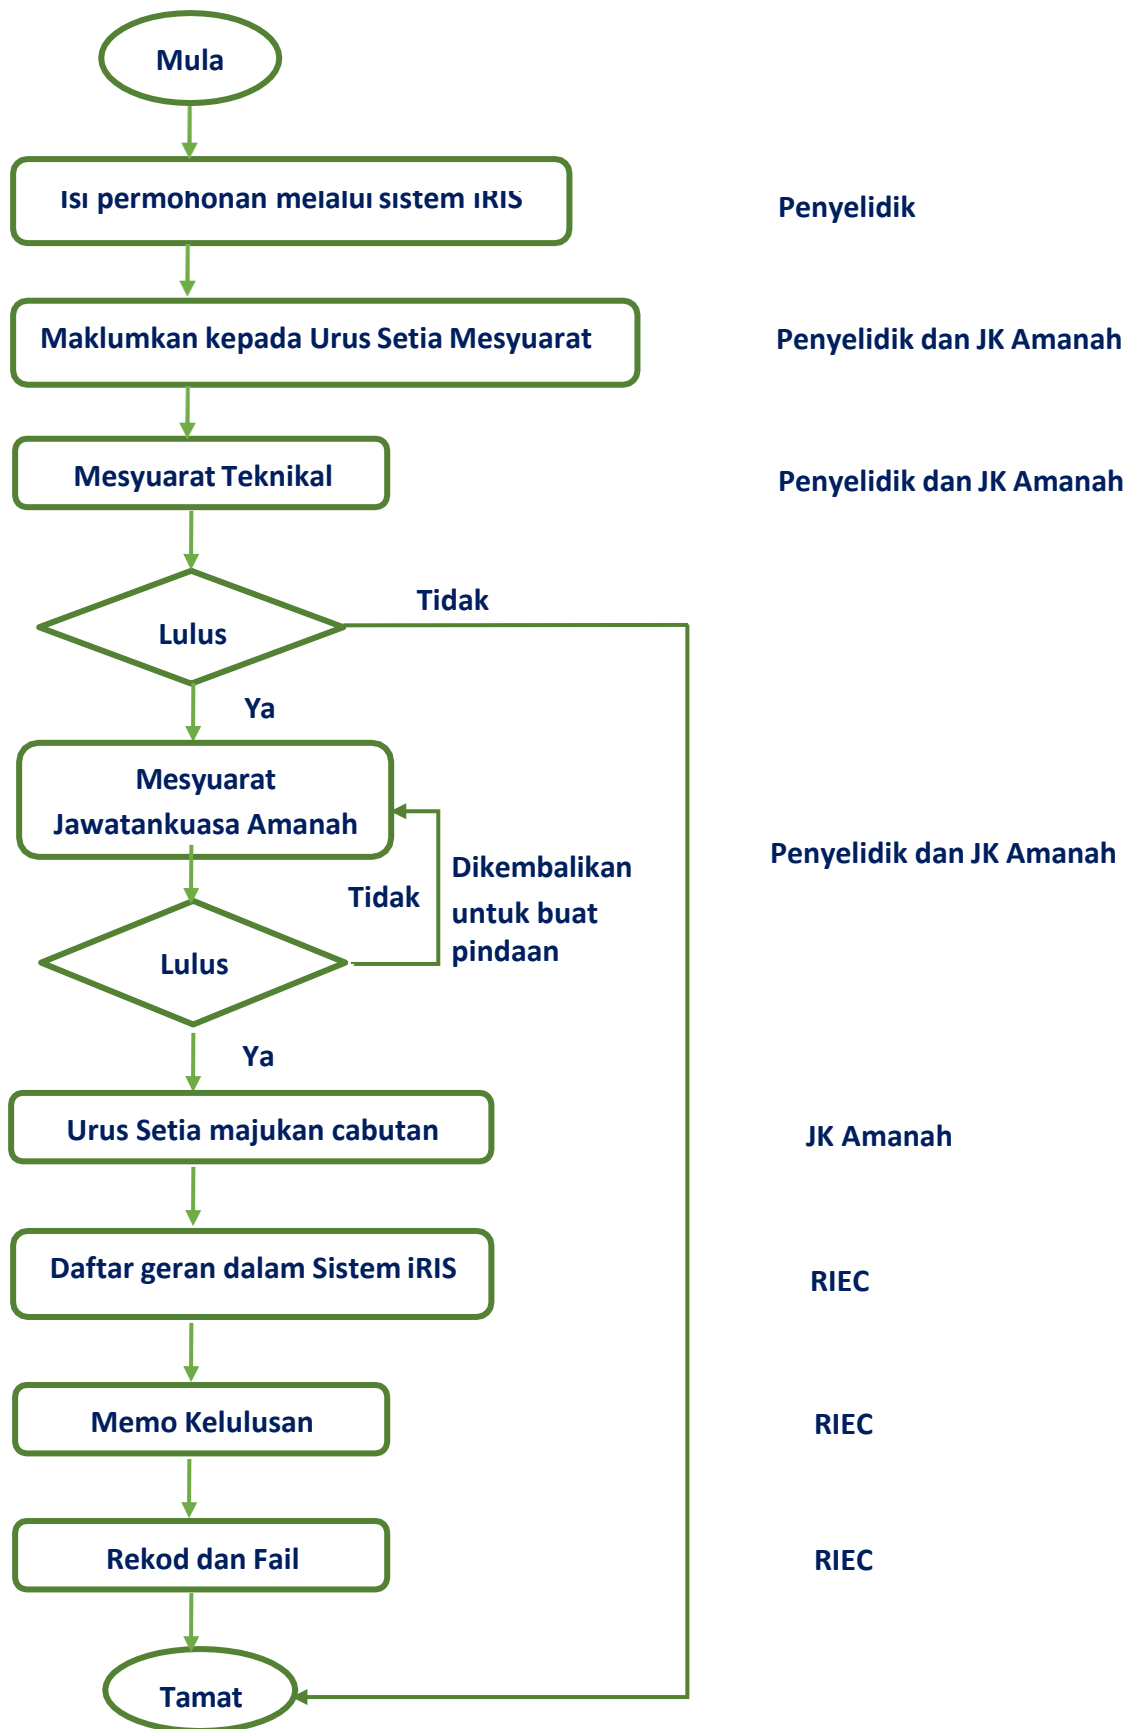 Mula
Isi permohonan melalui sistem iRIS
Penyelidik
Maklumkan kepada Urus Setia Mesyuarat
Penyelidik dan JK Amanah
Mesyuarat Teknikal
Penyelidik dan JK Amanah
Tidak
Lulus
Ya
Mesyuarat
Jawatankuasa Amanah
Penyelidik dan JK Amanah
Dikembalikan
untuk buat
pindaan
Tidak
Lulus
Ya
Urus Setia majukan cabutan
JK Amanah
Daftar geran dalam Sistem iRIS
RIEC
Memo Kelulusan
RIEC
Rekod dan Fail
RIEC
Tamat